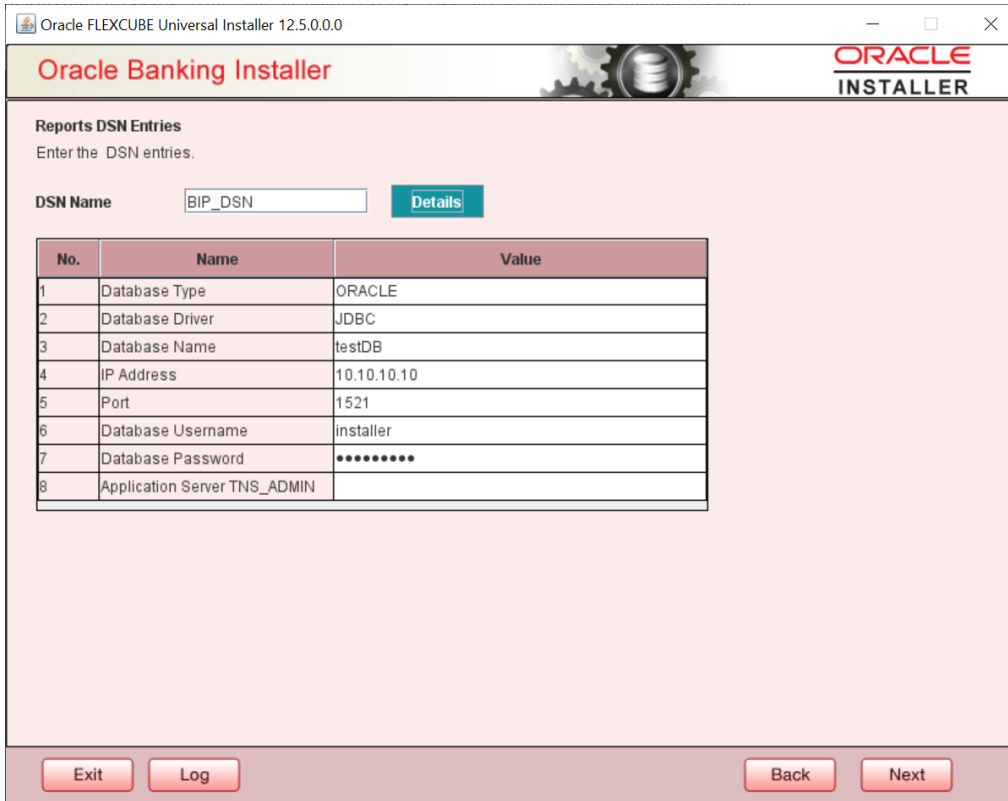 Oracle FLEXCUBE Universal Installer 12.5.0.0.0
Oracle Banking Installer
ORACLE
INSTALLER
Reports DSN Entries
Enter the DSN entries.
DSN Name BIP_DSN Details
No. Name Value
1 Database Type ORACLE
2 Database Driver JDBC
3 Database Name testDB
4 IP Address 10.10.10.10
5 Port 1521
6 Database Username installer
7 Database Password •••••••••
8 Application Server TNS_ADMIN
Exit Log Back Next